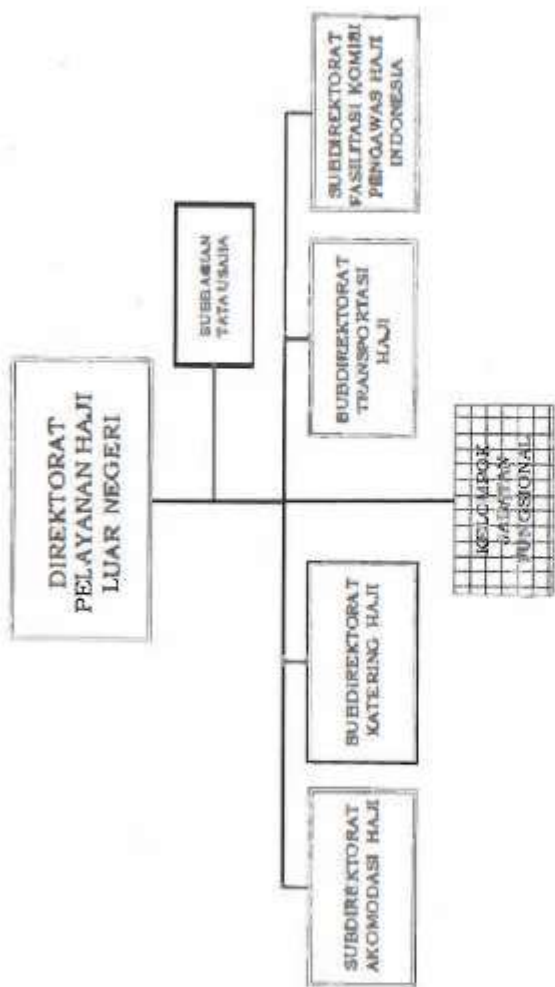 DIREKTORAT
PELAYANAN HAJI
LUAR NEGERI
SUBBAGIAN
TATA USAHA
SUBDIREKTORAT
AKOMODASI HAJI
SUBDIREKTORAT
KATERING HAJI
SUBDIREKTORAT
TRANSPORTASI
HAJI
SUBDIREKTORAT
FASILITASI KOMISI
PENGAWAS HAJI
INDONESIA
KELOMPOK
JABATAN
FUNGSIONAL